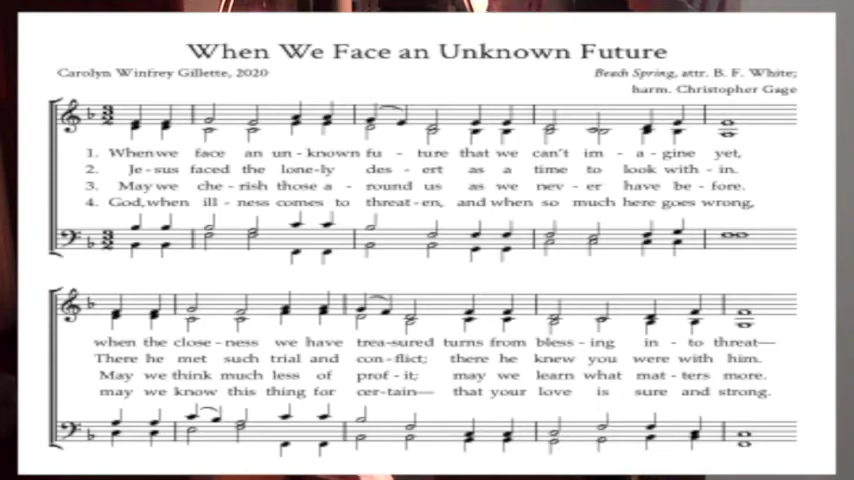 When We Face an Unknown Future
Carolyn Winfrey Gillette, 2020
Beach Spring, attr. B. F. White;
harm. Christopher Gage
1. When we face an un - known fu - ture that we can't im - a - gine yet,
2. Je - sus faced the lone - ly des - ert as a time to look with - in.
3. May we che - rish those a - round us as we nev - er have be - fore.
4. God, when ill - ness comes to threat - en, and when so much here goes wrong,
when the close - ness we have trea - sured turns from bless - ing in - to threat—
There he met such trial and con - flict; there he knew you were with him.
May we think much less of prof - it; may we learn what mat - ters more.
may we know this thing for cer - tain— that your love is sure and strong.